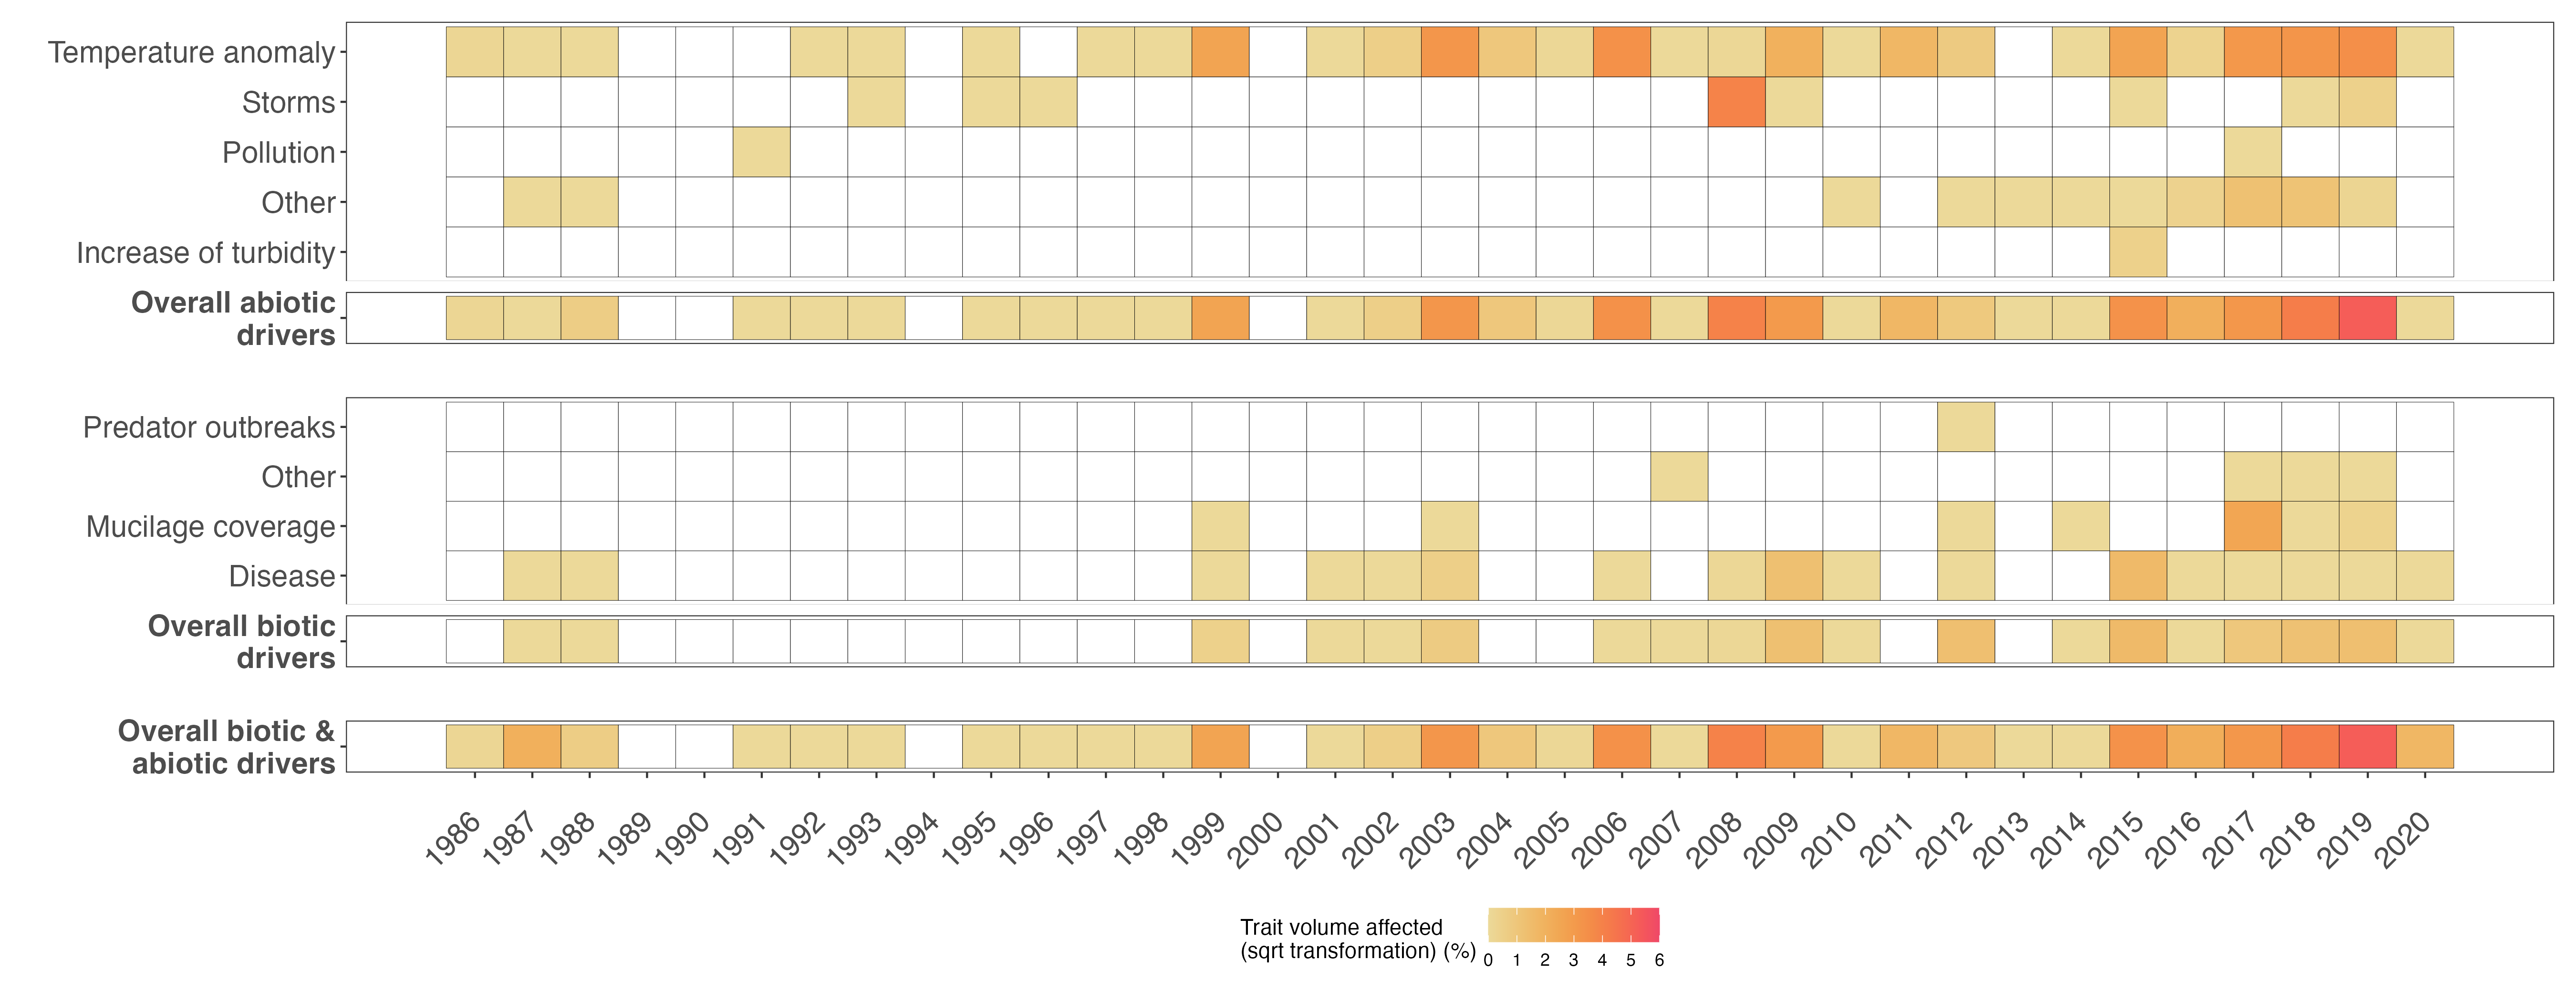 Temperature anomaly
Storms
Pollution
Other
Increase of turbidity
Overall abiotic
drivers
Predator outbreaks
Other
Mucilage coverage
Disease
Overall biotic
drivers
Overall biotic &
abiotic drivers
1986 1987 1988 1989 1990 1991 1992 1993 1994 1995 1996 1997 1998 1999 2000 2001 2002 2003 2004 2005 2006 2007 2008 2009 2010 2011 2012 2013 2014 2015 2016 2017 2018 2019 2020
Trait volume affected
(sqrt transformation) (%)
0 1 2 3 4 5 6